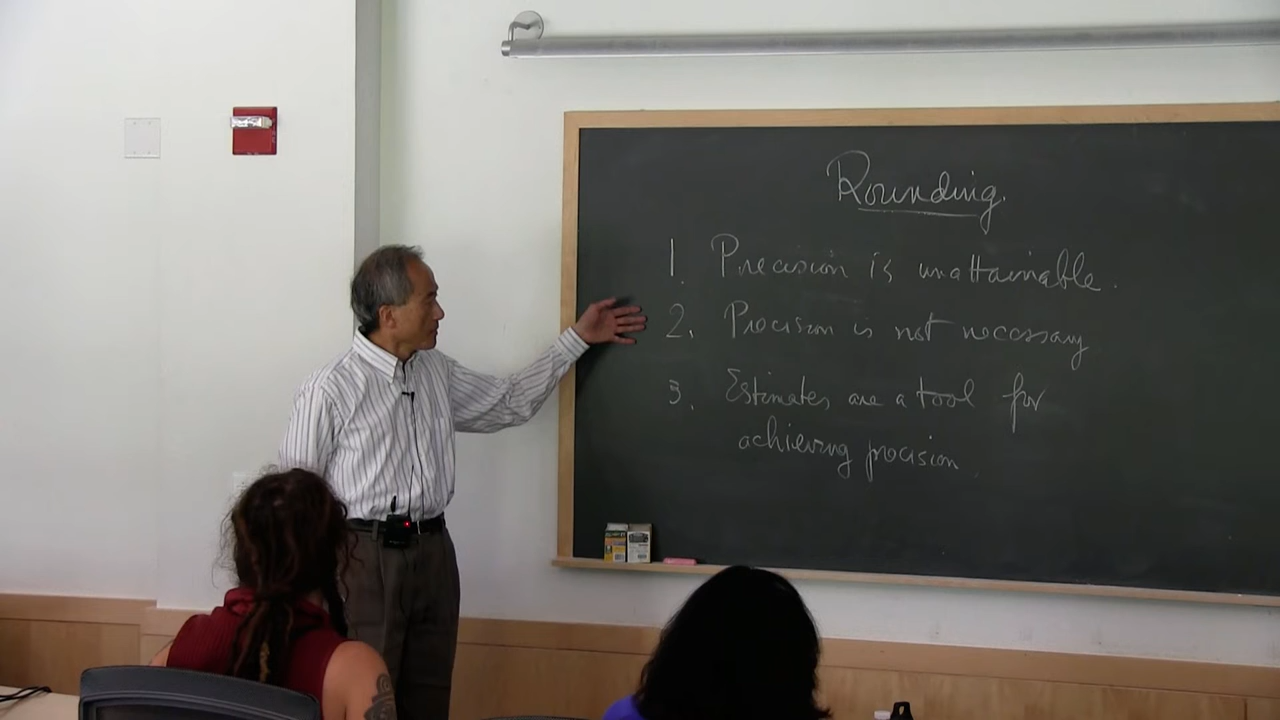 Rounding.
1. Precision is unattainable.
2. Precision is not necessary
3. Estimates are a tool for
achieving precision.